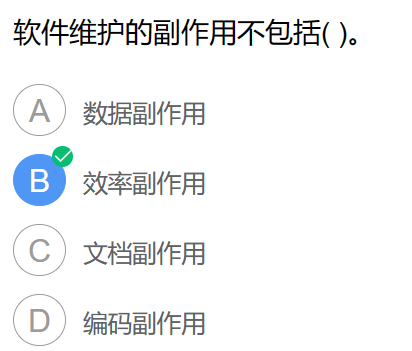 软件维护的副作用不包括( )。
A 数据副作用
B 效率副作用
C 文档副作用
D 编码副作用